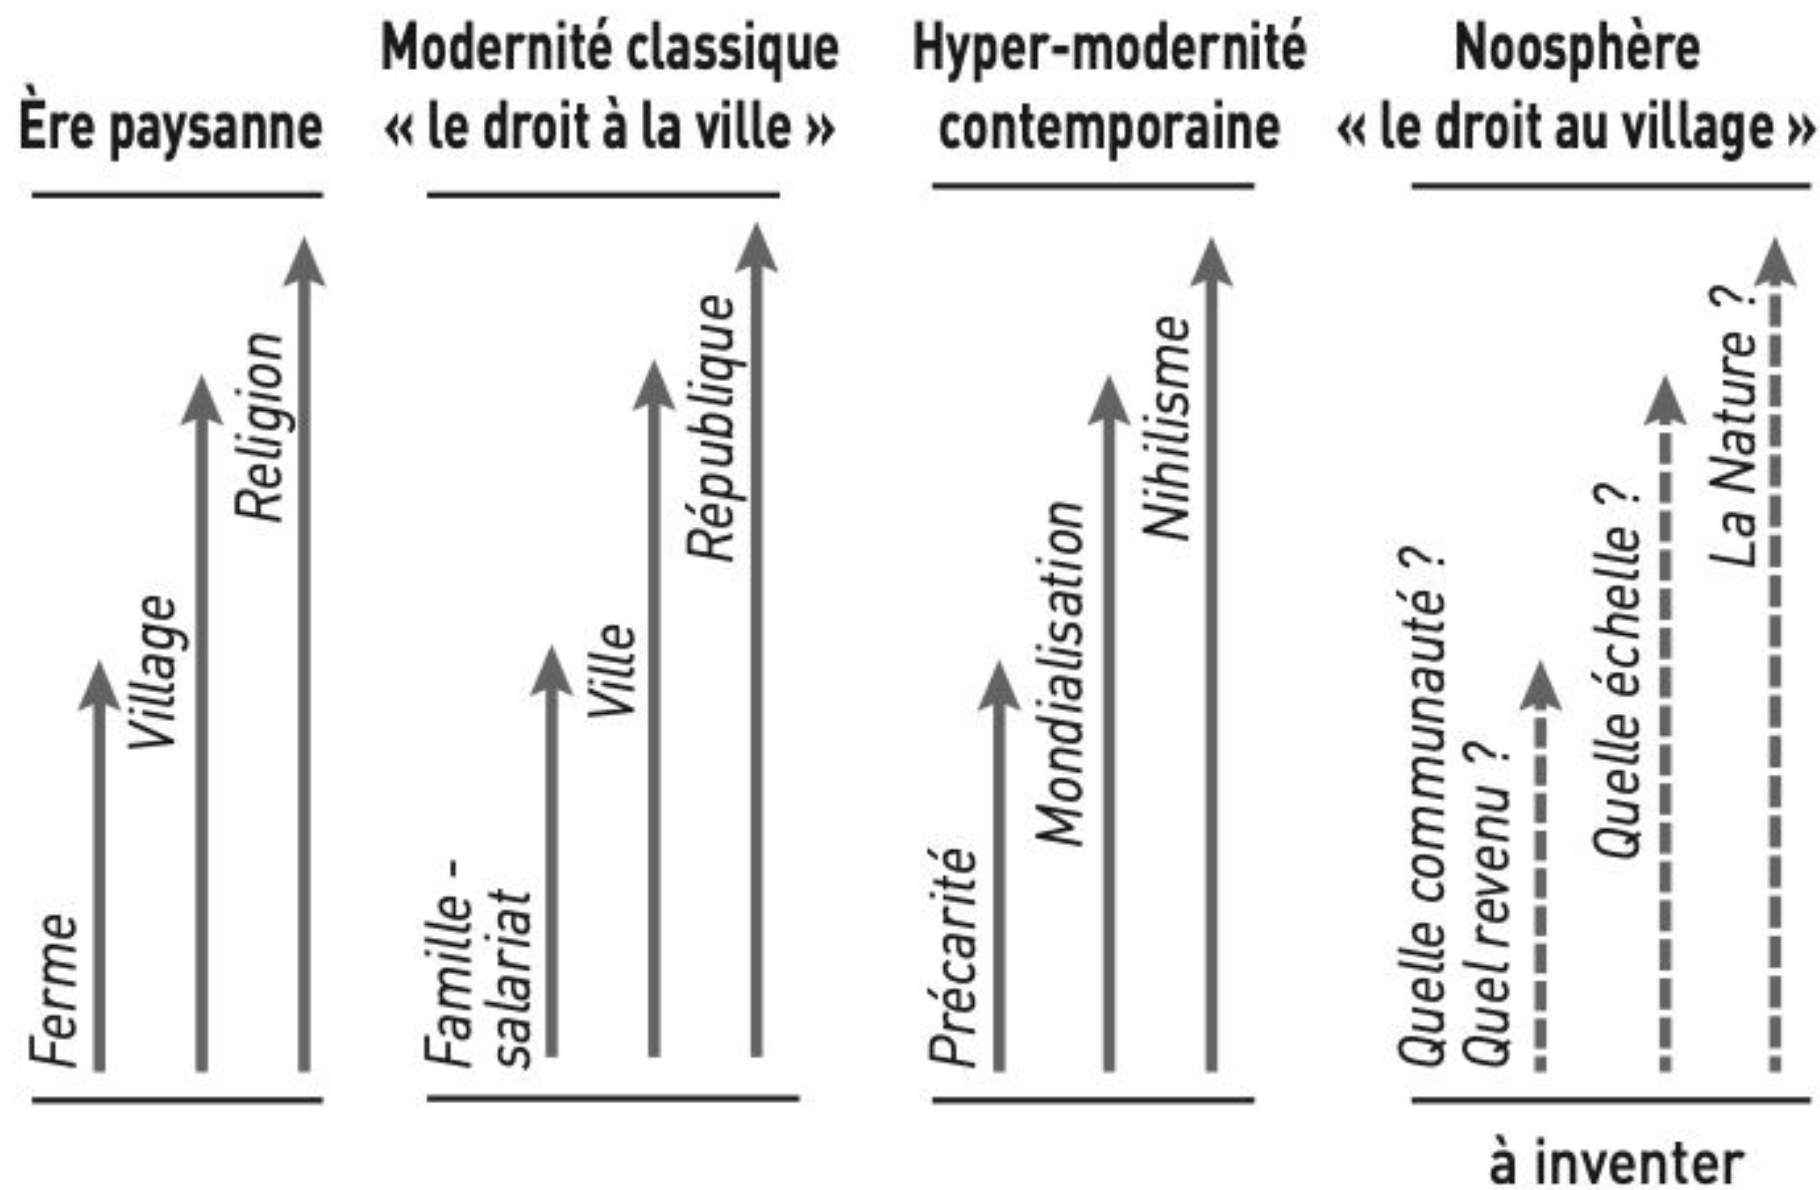 Ère paysanne
Modernité classique
« le droit à la ville »
Hyper-modernité
contemporaine
Noosphère
« le droit au village »
Ferme
Village
Religion
Famille -
salariat
Ville
République
Précarité
Mondialisation
Nihilisme
Quelle communauté ?
Quel revenu ?
Quelle échelle ?
La Nature ?
à inventer